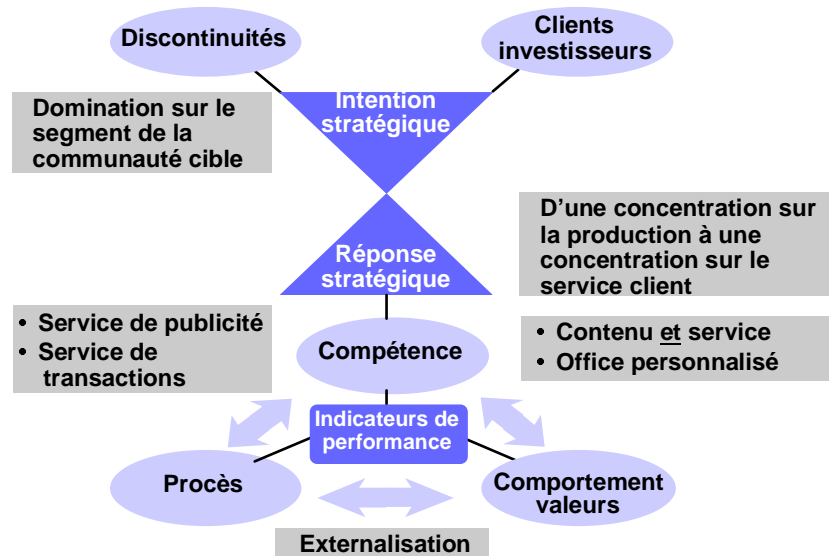 Discontinuités
Clients
investisseurs
Intention
stratégique
Domination sur le
segment de la
communauté cible
D'une concentration sur
la production à une
concentration sur le
service client
Réponse
stratégique
• Service de publicité
• Service de
transactions
Compétence
• Contenu et service
• Office personnalisé
Indicateurs de
performance
Procès
Comportement
valeurs
Externalisation